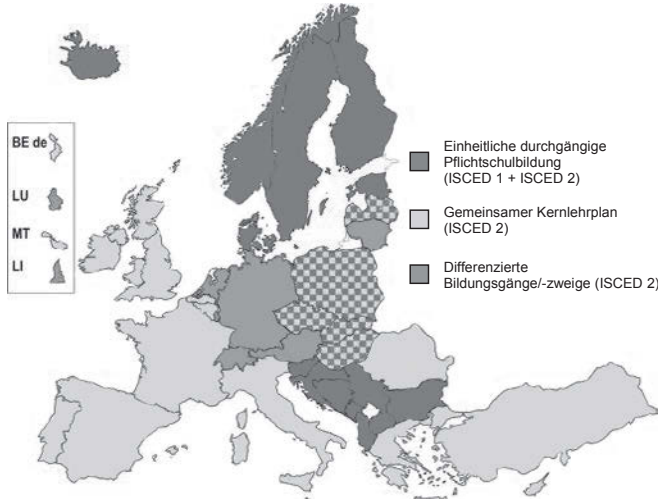 BE de
LU
MT
LI
Einheitliche durchgängige
Pflichtschulbildung
(ISCED 1 + ISCED 2)
Gemeinsamer Kernlehrplan
(ISCED 2)
Differenzierte
Bildungsgänge/-zweige (ISCED 2)